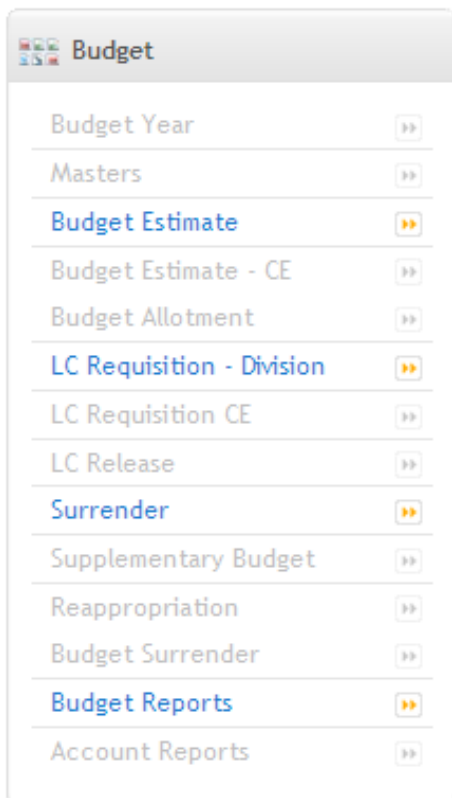 Budget
Budget Year
Masters
Budget Estimate
Budget Estimate - CE
Budget Allotment
LC Requisition - Division
LC Requisition CE
LC Release
Surrender
Supplementary Budget
Reappropriation
Budget Surrender
Budget Reports
Account Reports